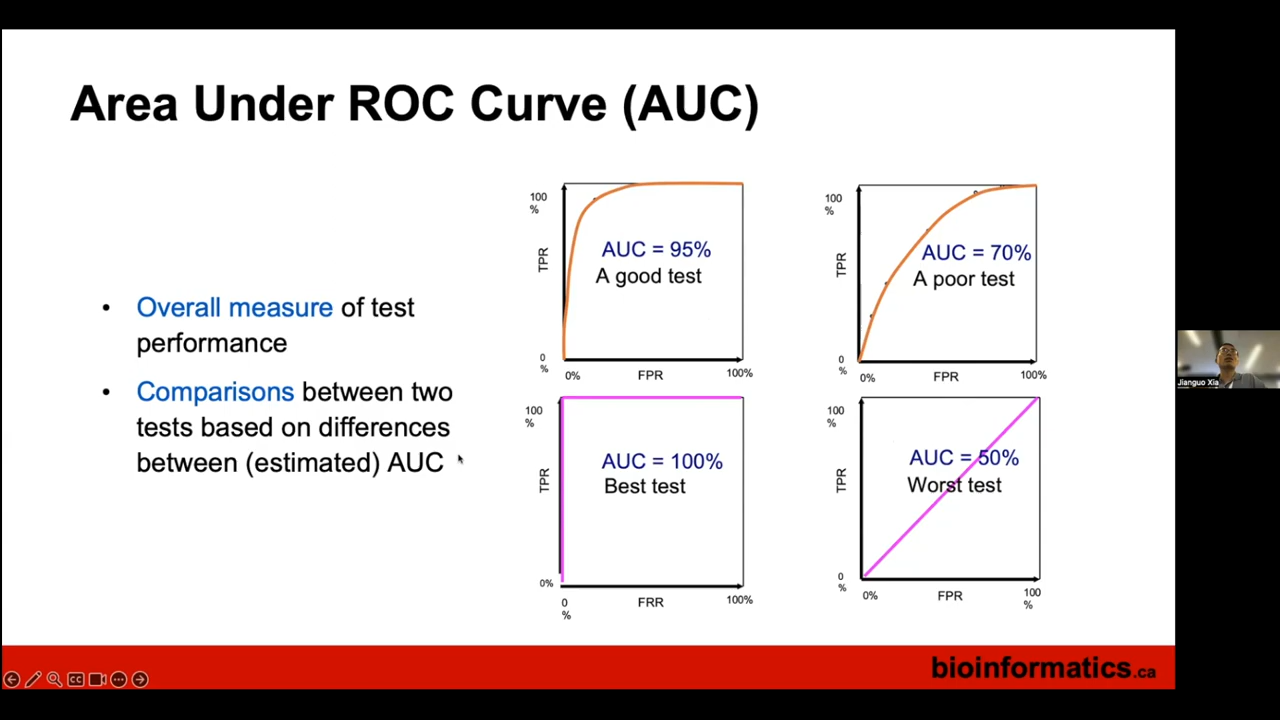 Area Under ROC Curve (AUC)
• Overall measure of test
performance
• Comparisons between two
tests based on differences
between (estimated) AUC
100
%
TPR
AUC = 95%
A good test
0
%
0%
FPR
100%
100
%
TPR
AUC = 70%
A poor test
0
%
0%
FPR
100%
100
%
TPR
AUC = 100%
Best test
0%
0
%
FRR
100%
100
%
TPR
AUC = 50%
Worst test
0
%
0%
FPR
100
%
Jianguo Xia
CC
bioinformatics.ca